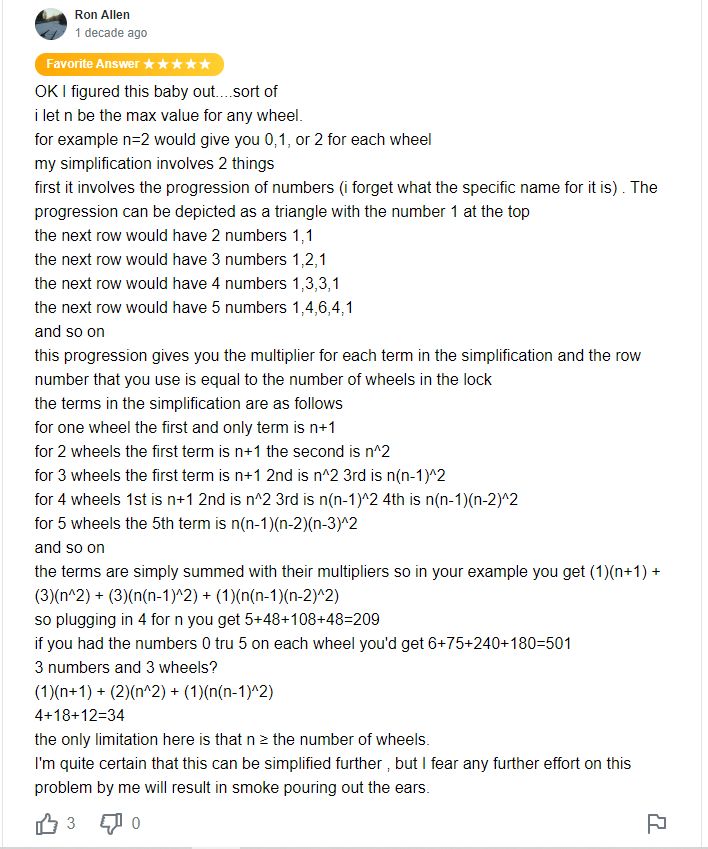 Ron Allen
1 decade ago
Favorite Answer ★★★★★
OK I figured this baby out....sort of
i let n be the max value for any wheel.
for example n=2 would give you 0,1, or 2 for each wheel
my simplification involves 2 things
first it involves the progression of numbers (i forget what the specific name for it is) . The
progression can be depicted as a triangle with the number 1 at the top
the next row would have 2 numbers 1,1
the next row would have 3 numbers 1,2,1
the next row would have 4 numbers 1,3,3,1
the next row would have 5 numbers 1,4,6,4,1
and so on
this progression gives you the multiplier for each term in the simplification and the row
number that you use is equal to the number of wheels in the lock
the terms in the simplification are as follows
for one wheel the first and only term is n+1
for 2 wheels the first term is n+1 the second is n^2
for 3 wheels the first term is n+1 2nd is n^2 3rd is n(n-1)^2
for 4 wheels 1st is n+1 2nd is n^2 3rd is n(n-1)^2 4th is n(n-1)(n-2)^2
for 5 wheels the 5th term is n(n-1)(n-2)(n-3)^2
and so on
the terms are simply summed with their multipliers so in your example you get (1)(n+1) +
(3)(n^2) + (3)(n(n-1)^2) + (1)(n(n-1)(n-2)^2)
so plugging in 4 for n you get 5+48+108+48=209
if you had the numbers 0 tru 5 on each wheel you'd get 6+75+240+180=501
3 numbers and 3 wheels?
(1)(n+1) + (2)(n^2) + (1)(n(n-1)^2)
4+18+12=34
the only limitation here is that n ≥ the number of wheels.
I'm quite certain that this can be simplified further , but I fear any further effort on this
problem by me will result in smoke pouring out the ears.
3 0